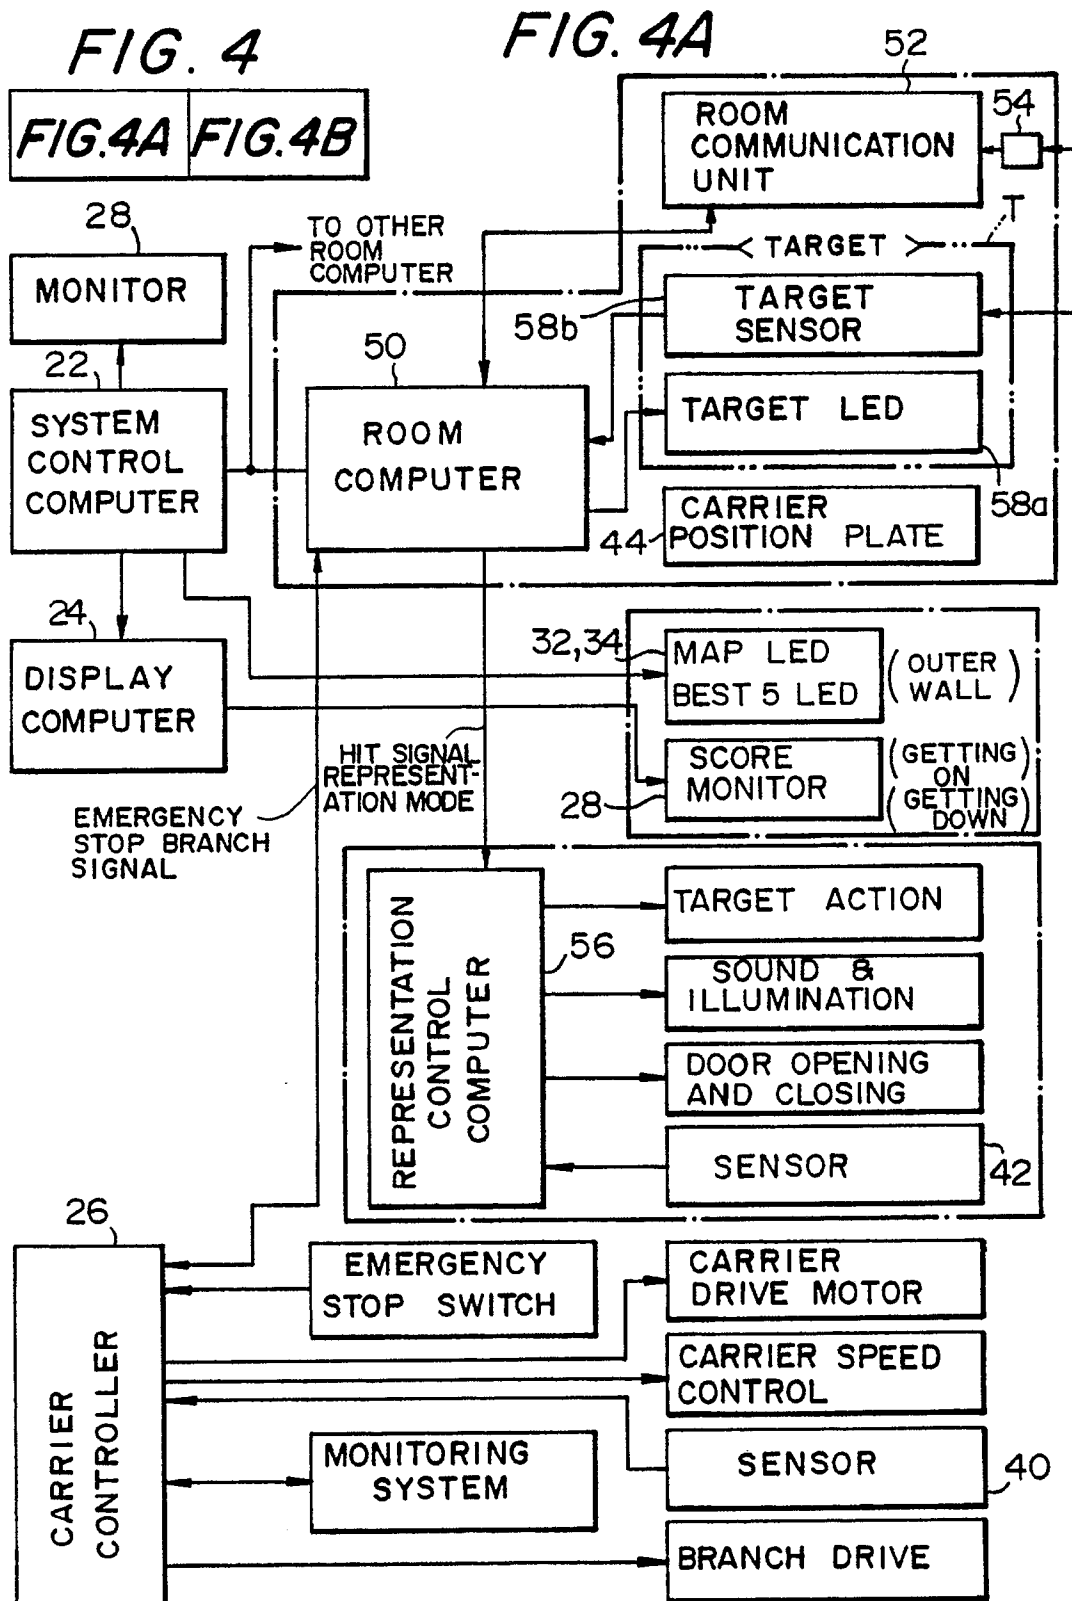 FIG. 4
FIG. 4A
FIG.4A FIG.4B
52
ROOM
COMMUNICATION
UNIT
54
T
28
MONITOR
TO OTHER
ROOM
COMPUTER
< TARGET >
TARGET
SENSOR
58b
22
SYSTEM
CONTROL
COMPUTER
50
ROOM
COMPUTER
TARGET LED
58a
CARRIER
POSITION PLATE
44
24
DISPLAY
COMPUTER
32,34
MAP LED
BEST 5 LED
(OUTER
WALL)
SCORE
MONITOR
28
(GETTING
ON)
(GETTING
DOWN)
HIT SIGNAL
REPRESENT-
ATION MODE
EMERGENCY
STOP BRANCH
SIGNAL
REPRESENTATION
CONTROL
COMPUTER
56
TARGET ACTION
SOUND &
ILLUMINATION
DOOR OPENING
AND CLOSING
SENSOR
42
26
CARRIER
CONTROLLER
EMERGENCY
STOP SWITCH
CARRIER
DRIVE MOTOR
CARRIER SPEED
CONTROL
MONITORING
SYSTEM
SENSOR
40
BRANCH DRIVE